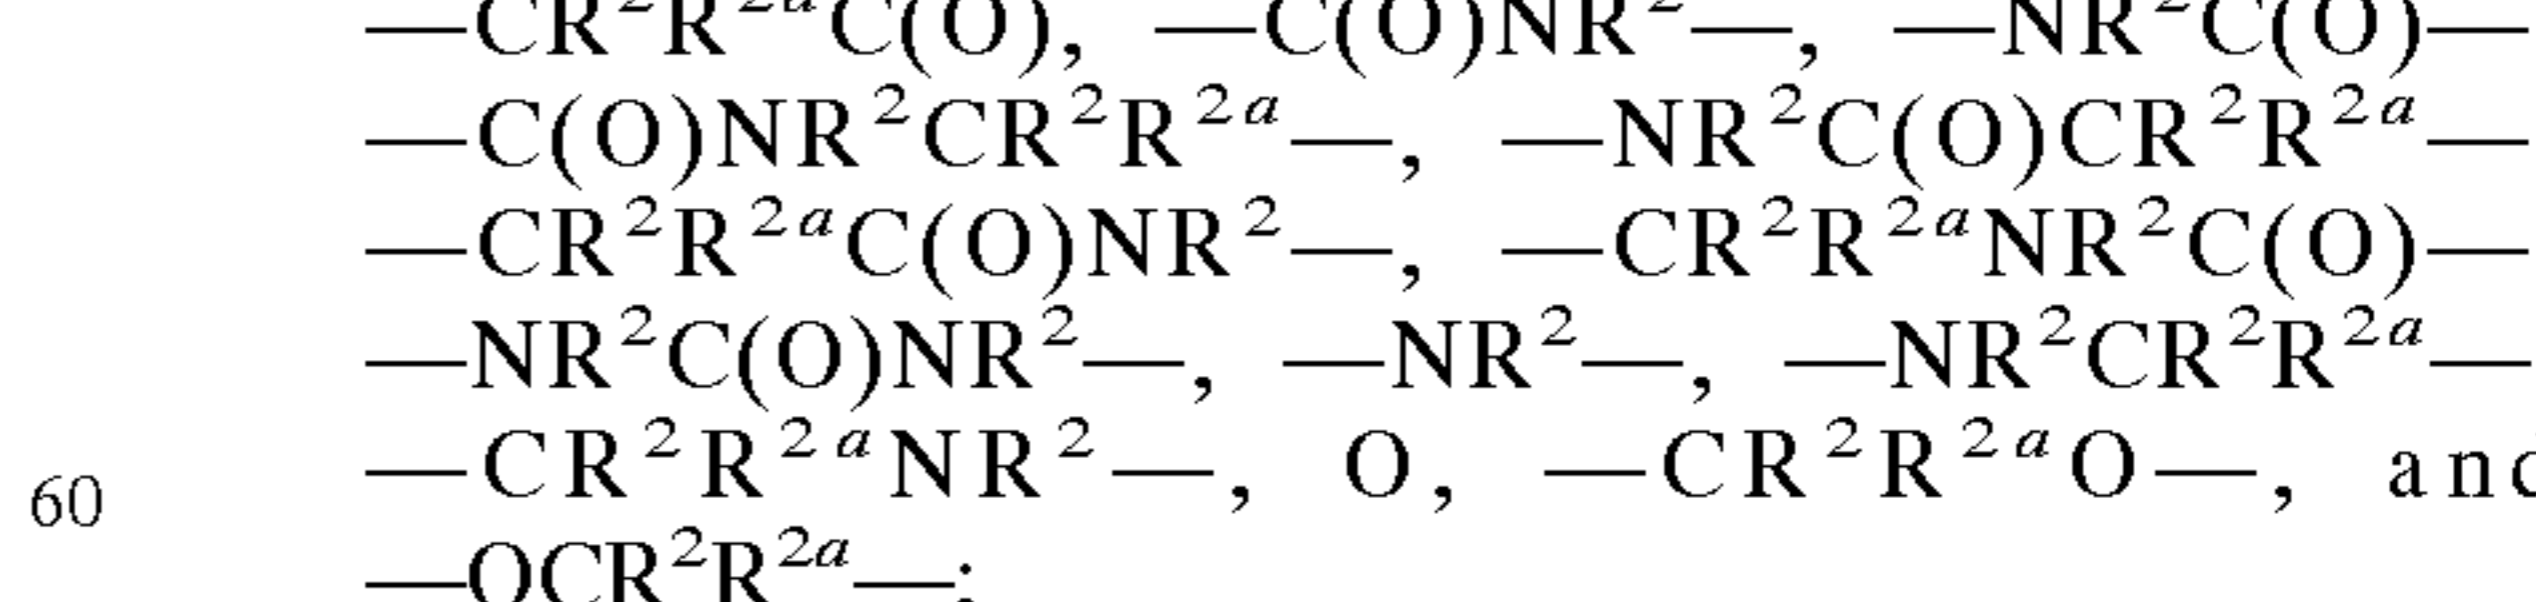 —CR²R²ᵃC(O), —C(O)NR²—, —NR²C(O)—
—C(O)NR²CR²R²ᵃ—, —NR²C(O)CR²R²ᵃ—
—CR²R²ᵃC(O)NR²—, —CR²R²ᵃNR²C(O)—
—NR²C(O)NR²—, —NR²—, —NR²CR²R²ᵃ—
60 —CR²R²ᵃNR²—, O, —CR²R²ᵃO—, and
—OCR²R²ᵃ—;